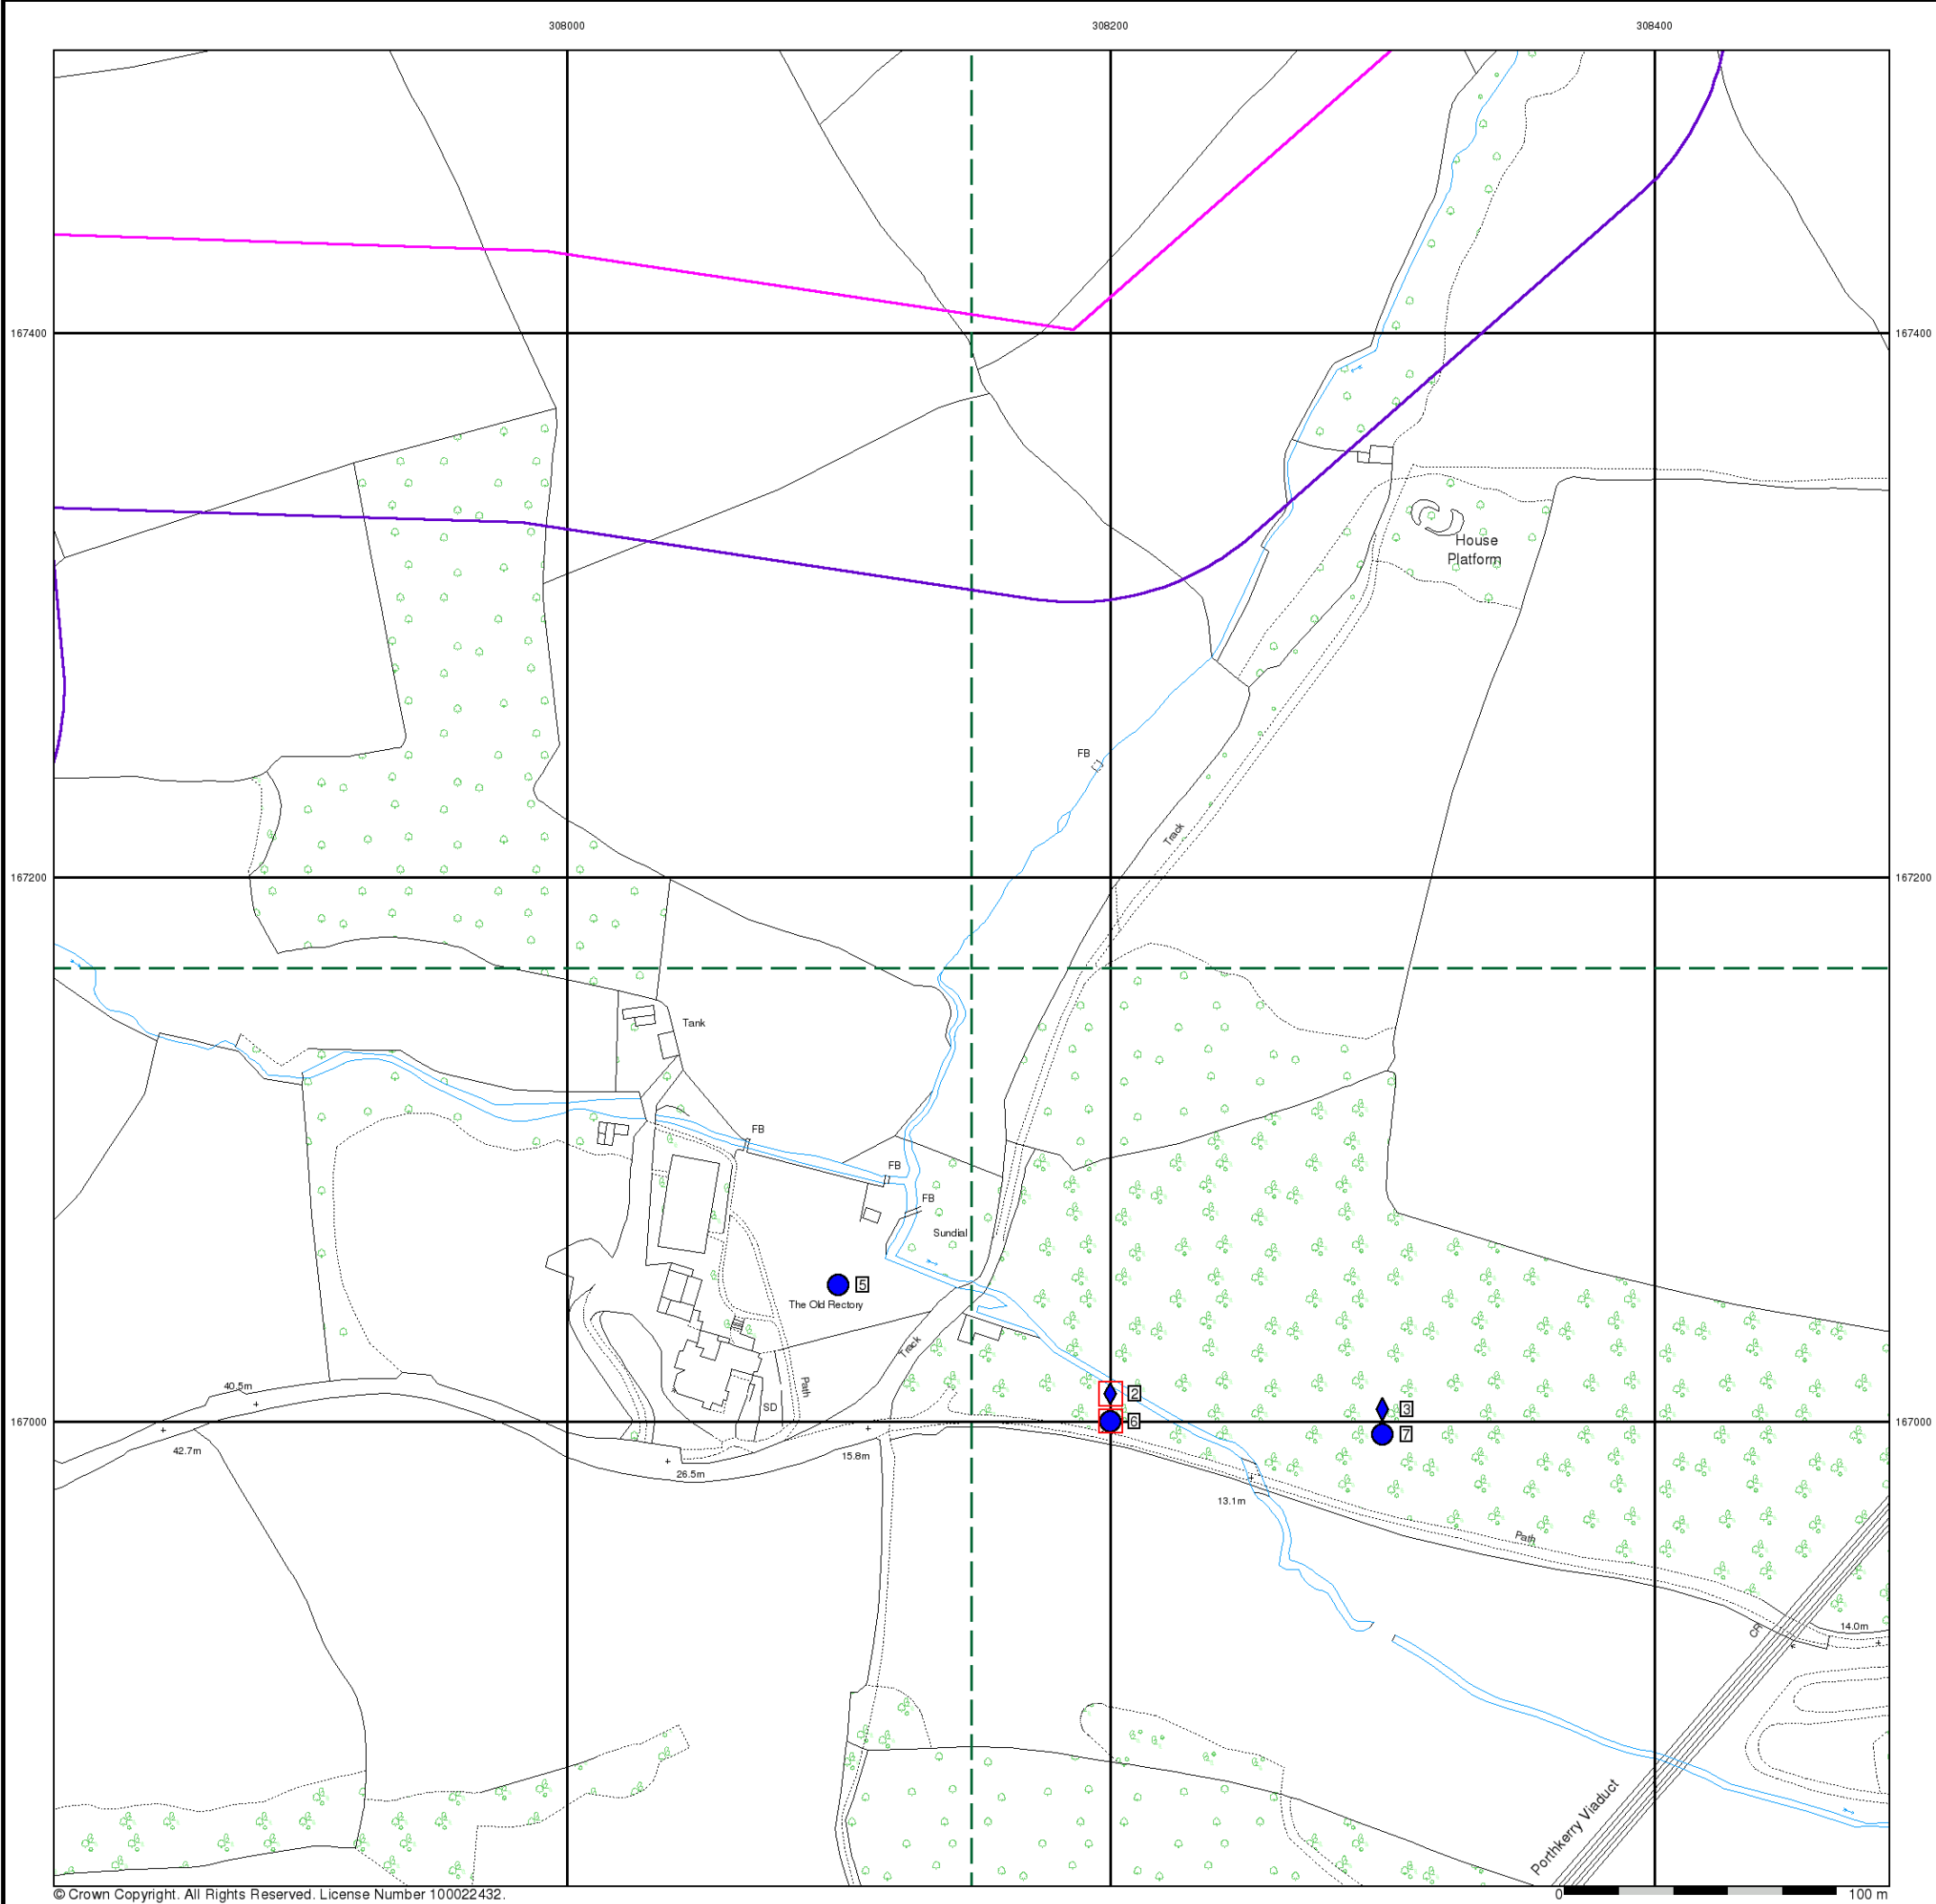 308000
308200
308400
167400
167400
House
Platform
FB
Track
167200
167200
Tank
FB
FB
FB
Sundial
5
The Old Rectory
Track
Path
40.5m
2
SD
3
167000
6
167000
7
42.7m
15.8m
26.5m
13.1m
Path
CR
14.0m
Porthkerry Viaduct
© Crown Copyright. All Rights Reserved. License Number 100022432.
0
100 m